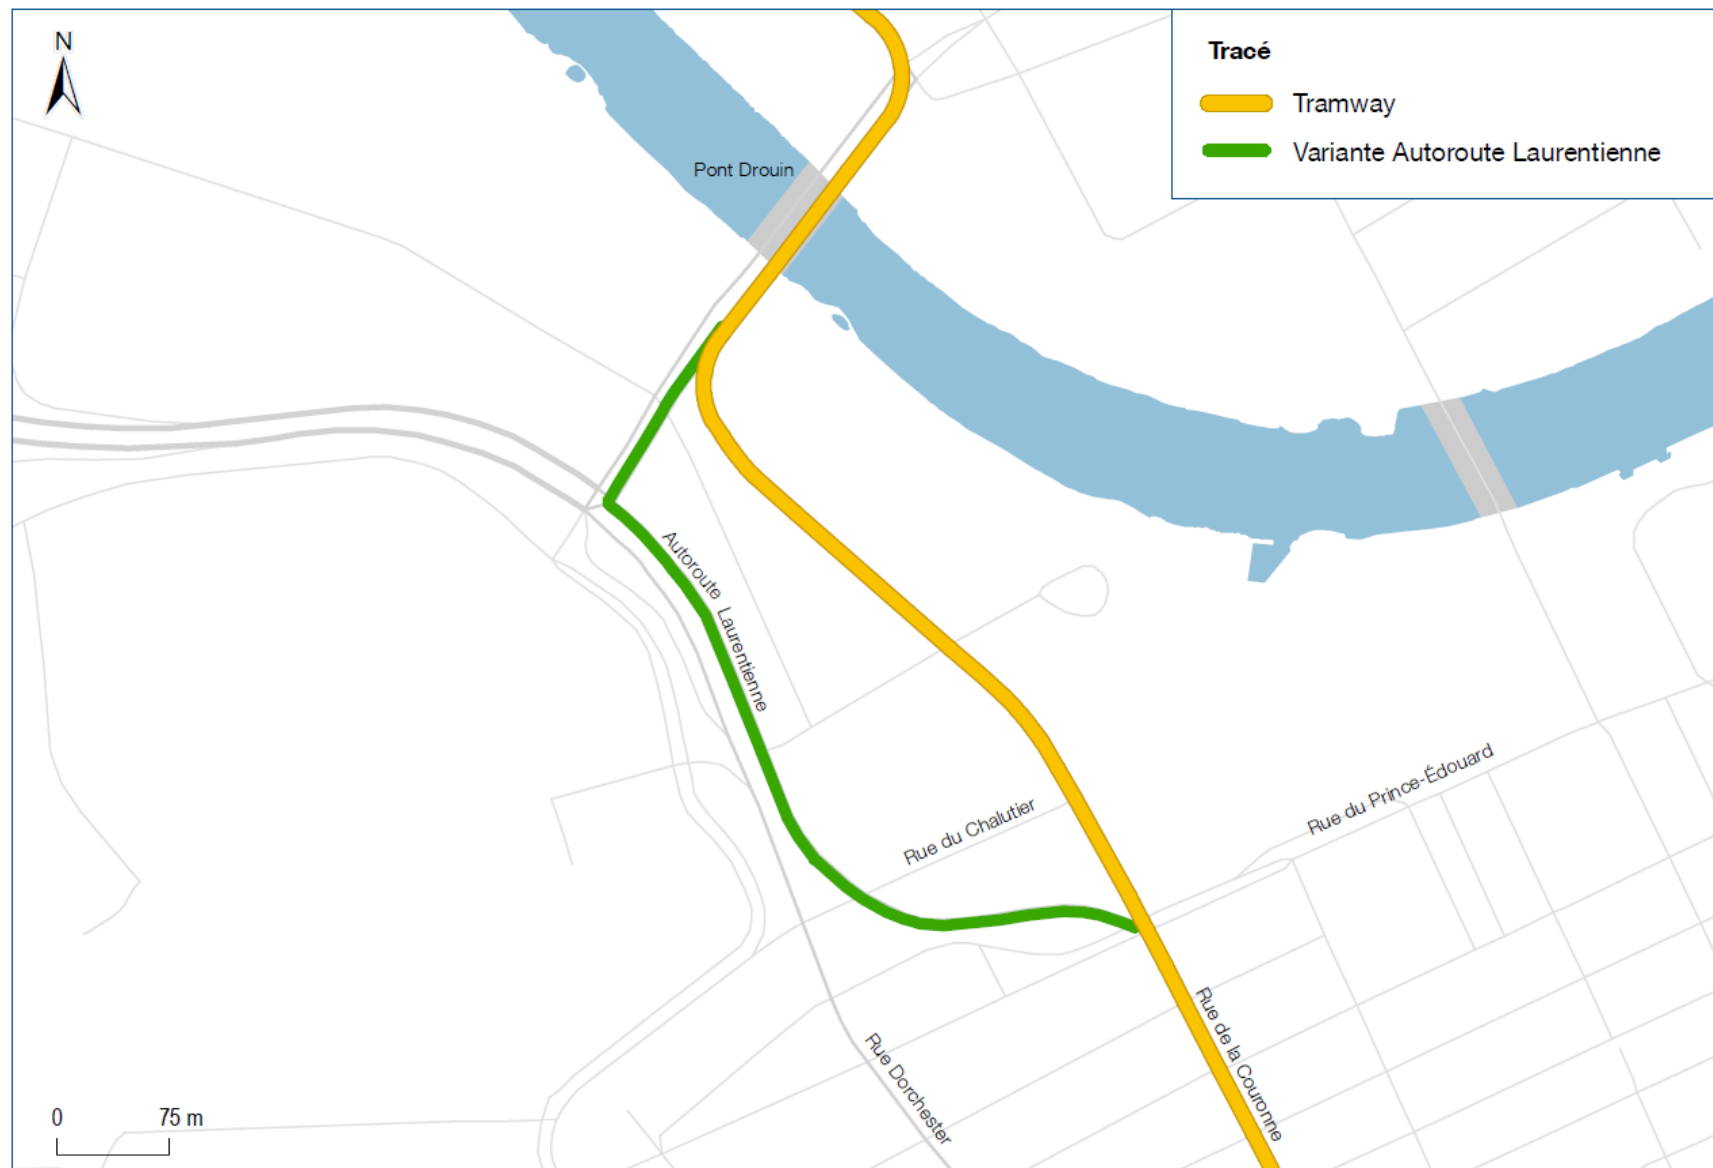 N
Tracé
Tramway
Variante Autoroute Laurentienne
Pont Drouin
Autoroute Laurentienne
Rue du Chalutier
Rue du Prince-Édouard
Rue de la Couronne
Rue Dorchester
0 75 m